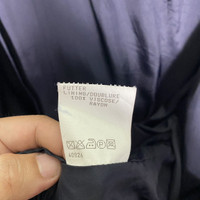 FUTTER
LINING/DOUBLURE
100% VISCOSE/
RAYON